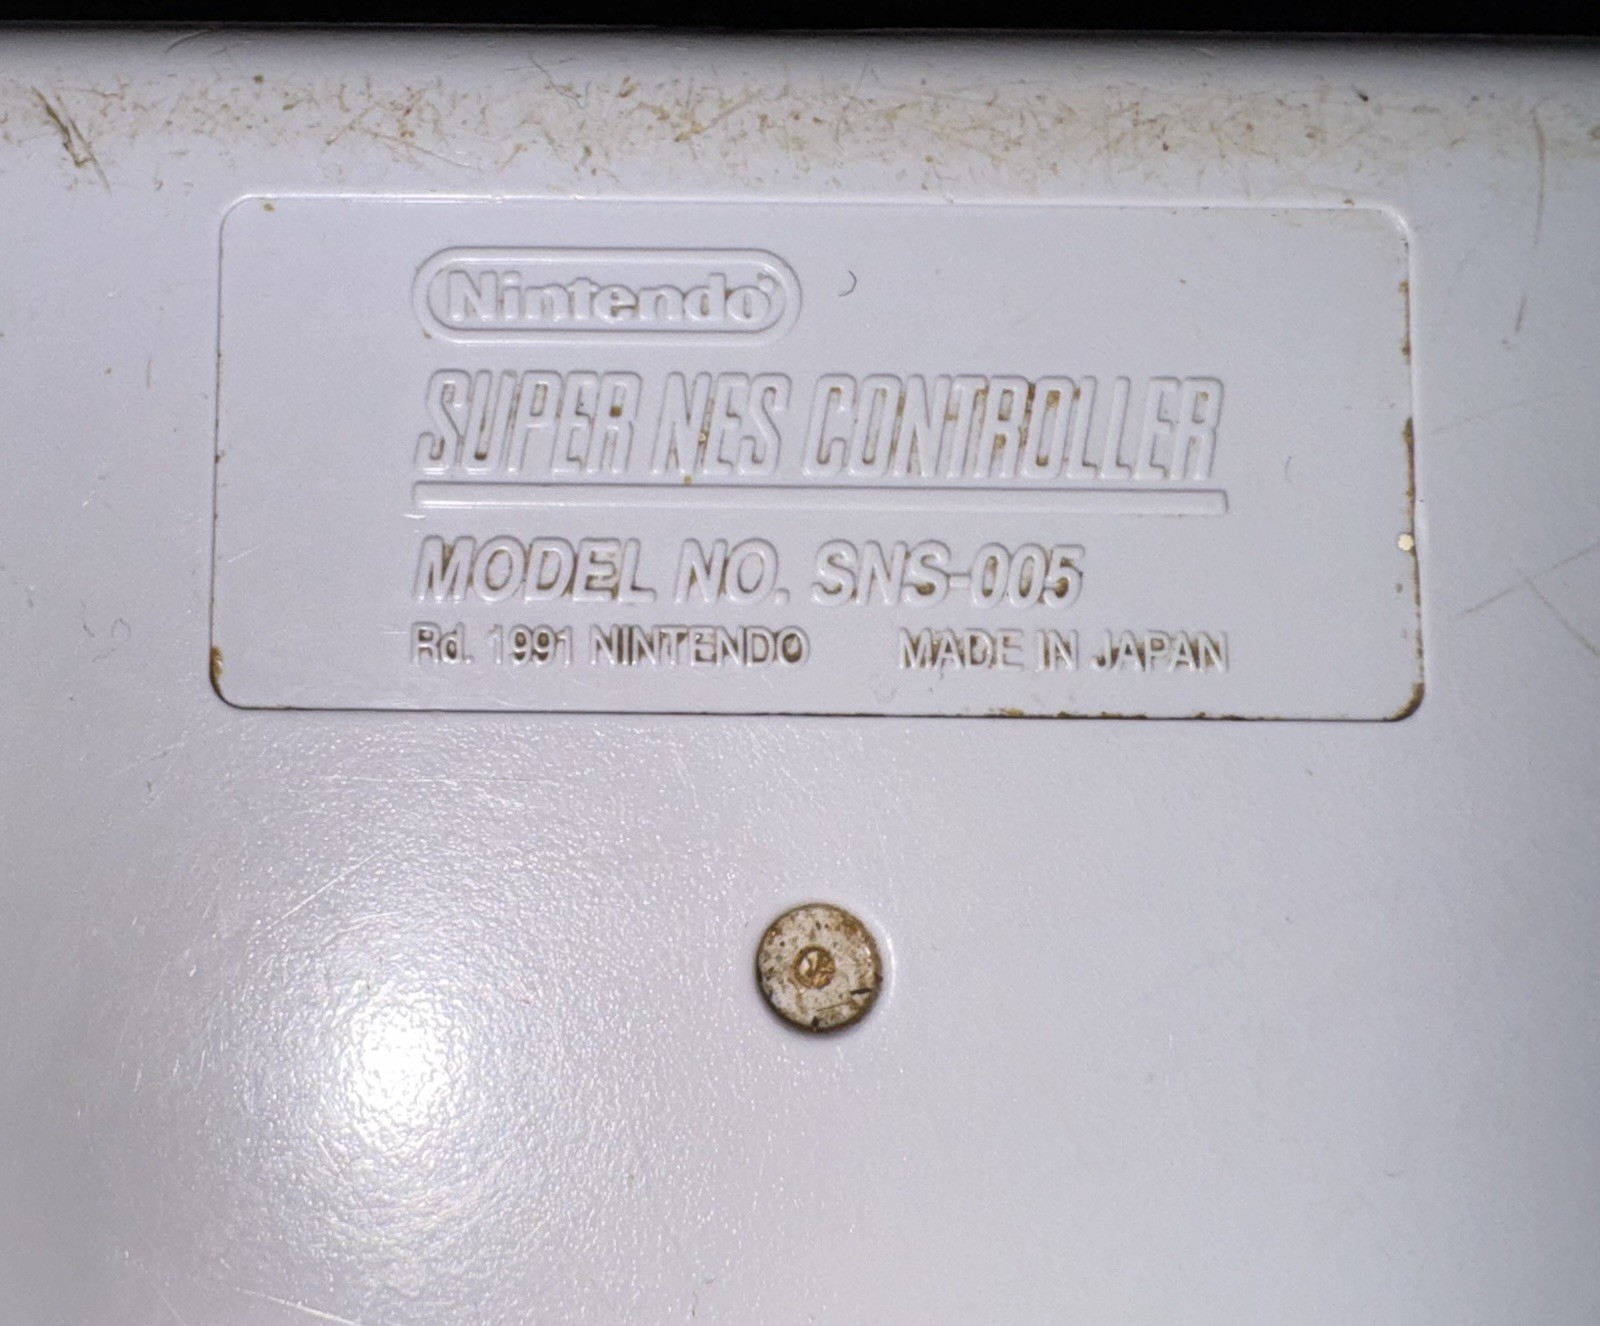 Nintendo
SUPER NES CONTROLLER
MODEL NO. SNS-005
Rd. 1991 NINTENDO MADE IN JAPAN